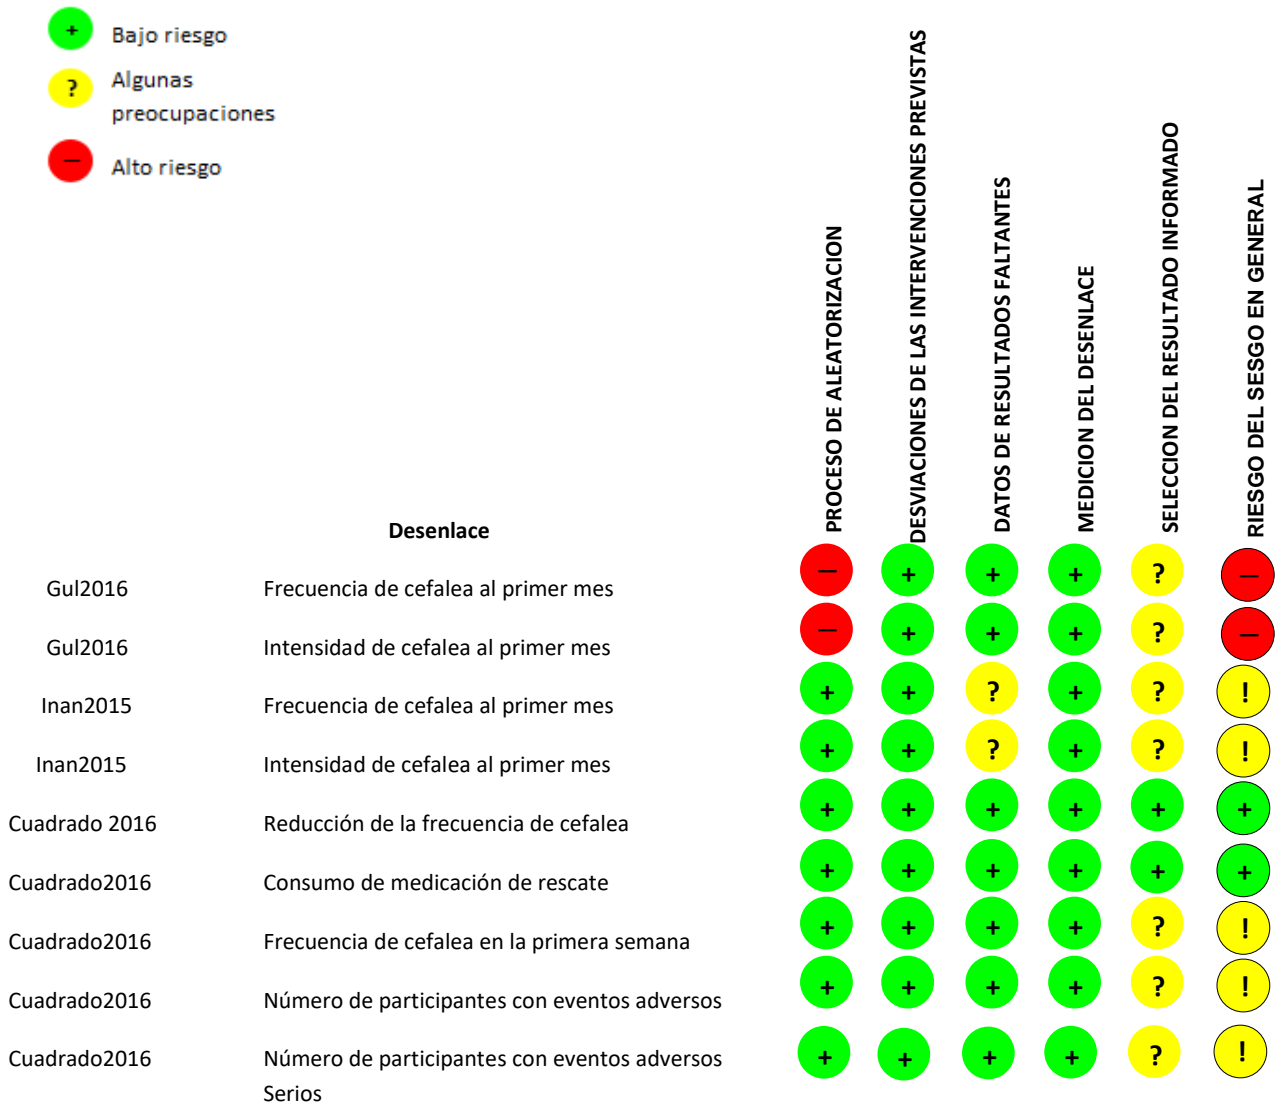 + Bajo riesgo
? Algunas
preocupaciones
− Alto riesgo
PROCESO DE ALEATORIZACION
DESVIACIONES DE LAS INTERVENCIONES PREVISTAS
DATOS DE RESULTADOS FALTANTES
MEDICION DEL DESENLACE
SELECCION DEL RESULTADO INFORMADO
RIESGO DEL SESGO EN GENERAL
Desenlace
Gul2016 Frecuencia de cefalea al primer mes − + + + ? −
Gul2016 Intensidad de cefalea al primer mes − + + + ? −
Inan2015 Frecuencia de cefalea al primer mes + + ? + ? !
Inan2015 Intensidad de cefalea al primer mes + + ? + ? !
Cuadrado 2016 Reducción de la frecuencia de cefalea + + + + + +
Cuadrado2016 Consumo de medicación de rescate + + + + + +
Cuadrado2016 Frecuencia de cefalea en la primera semana + + + + ? !
Cuadrado2016 Número de participantes con eventos adversos + + + + ? !
Cuadrado2016 Número de participantes con eventos adversos + + + + ? !
Serios